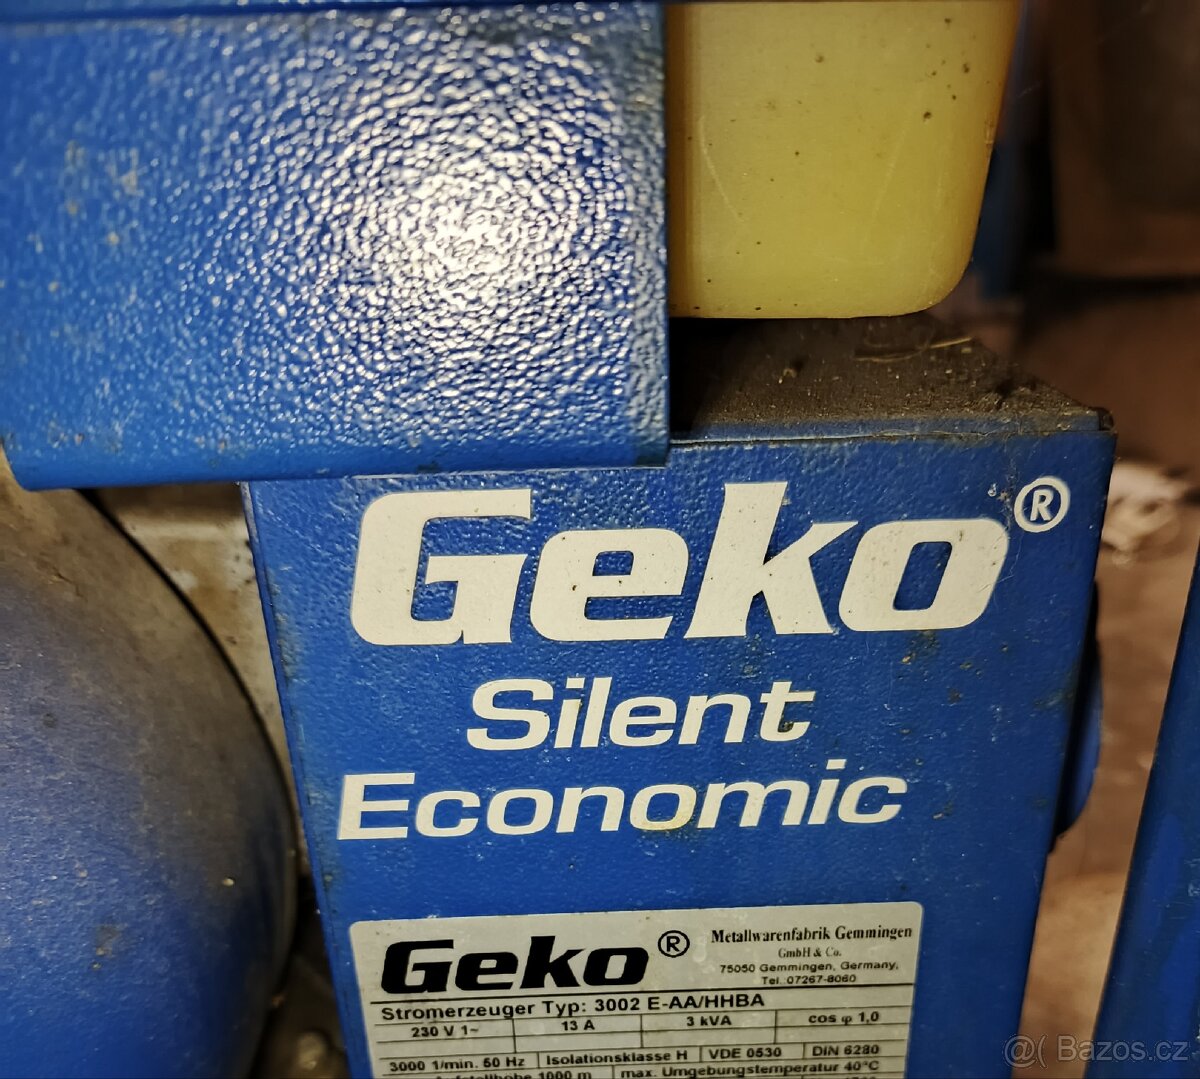 Geko®
Silent
Economic
Geko®
Metallwarenfabrik Gemmingen
GmbH & Co.
75050 Gemmingen, Germany,
Tel. 07267-8060
Stromerzeuger Typ: 3002 E-AA/HHBA
230 V 1~ 13 A 3 kVA cos φ 1,0
3000 1/min. 50 Hz Isolationsklasse H VDE 0530 DIN 6280
Aufstellhöhe 1000 m max. Umgebungstemperatur 40°C
@( Bazos.cz